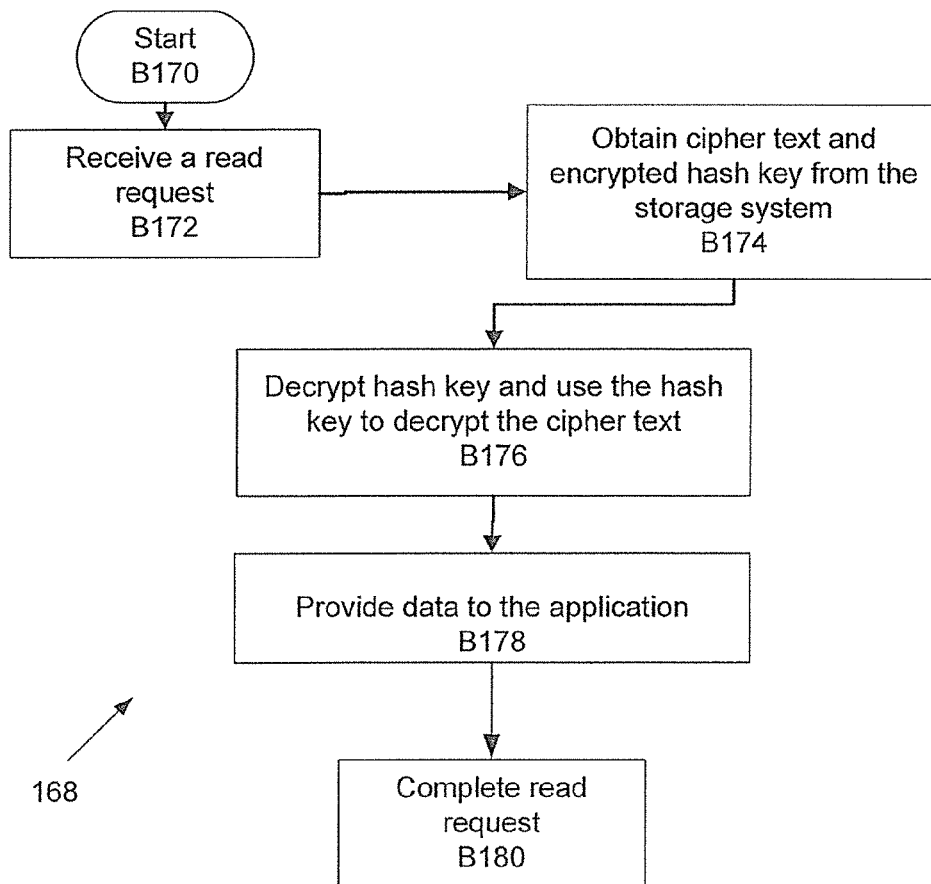 Start
B170
Receive a read
request
B172
Obtain cipher text and
encrypted hash key from the
storage system
B174
Decrypt hash key and use the hash
key to decrypt the cipher text
B176
Provide data to the application
B178
168
Complete read
request
B180